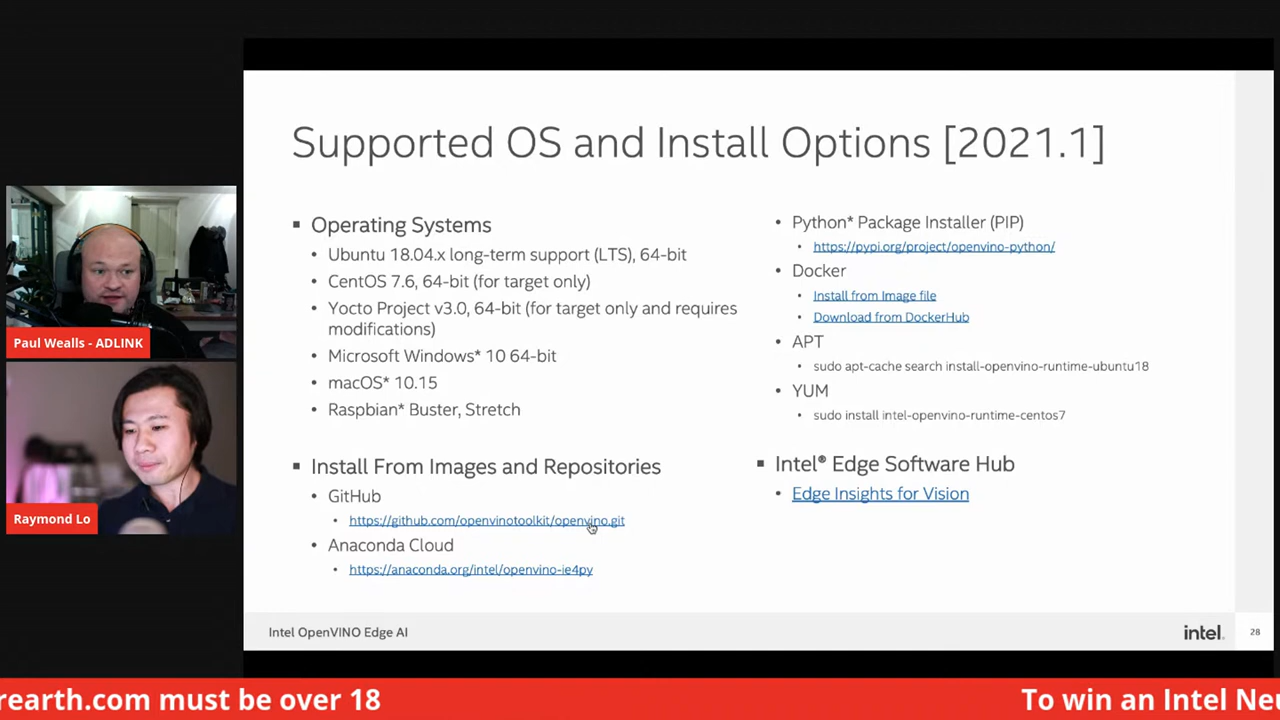 Supported OS and Install Options [2021.1]
Operating Systems
Ubuntu 18.04.x long-term support (LTS), 64-bit
CentOS 7.6, 64-bit (for target only)
Yocto Project v3.0, 64-bit (for target only and requires
modifications)
Microsoft Windows* 10 64-bit
macOS* 10.15
Raspbian* Buster, Stretch
Install From Images and Repositories
GitHub
https://github.com/openvinotoolkit/openvino.git
Anaconda Cloud
https://anaconda.org/intel/openvino-ie4py
Python* Package Installer (PIP)
https://pypi.org/project/openvino-python/
Docker
Install from Image file
Download from DockerHub
APT
sudo apt-cache search install-openvino-runtime-ubuntu18
YUM
sudo install intel-openvino-runtime-centos7
Intel® Edge Software Hub
Edge Insights for Vision
Intel OpenVINO Edge AI
intel.
28
Paul Wealls - ADLINK
Raymond Lo
rearth.com must be over 18
To win an Intel Neu